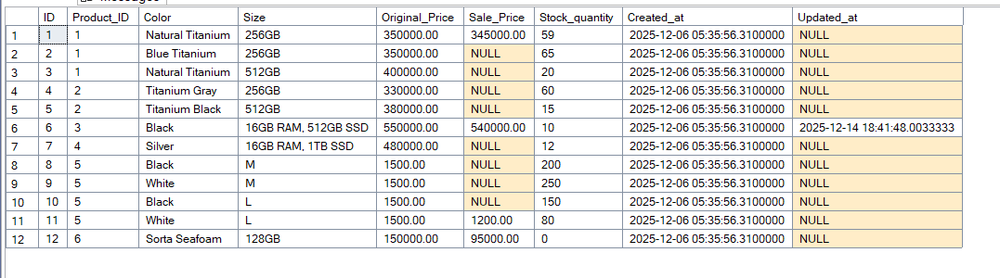 Messages
ID Product_ID Color Size Original_Price Sale_Price Stock_quantity Created_at Updated_at
1 1 1 Natural Titanium 256GB 350000.00 345000.00 59 2025-12-06 05:35:56.3100000 NULL
2 2 1 Blue Titanium 256GB 350000.00 NULL 65 2025-12-06 05:35:56.3100000 NULL
3 3 1 Natural Titanium 512GB 400000.00 NULL 20 2025-12-06 05:35:56.3100000 NULL
4 4 2 Titanium Gray 256GB 330000.00 NULL 60 2025-12-06 05:35:56.3100000 NULL
5 5 2 Titanium Black 512GB 380000.00 NULL 15 2025-12-06 05:35:56.3100000 NULL
6 6 3 Black 16GB RAM, 512GB SSD 550000.00 540000.00 10 2025-12-06 05:35:56.3100000 2025-12-14 18:41:48.0033333
7 7 4 Silver 16GB RAM, 1TB SSD 480000.00 NULL 12 2025-12-06 05:35:56.3100000 NULL
8 8 5 Black M 1500.00 NULL 200 2025-12-06 05:35:56.3100000 NULL
9 9 5 White M 1500.00 NULL 250 2025-12-06 05:35:56.3100000 NULL
10 10 5 Black L 1500.00 NULL 150 2025-12-06 05:35:56.3100000 NULL
11 11 5 White L 1500.00 1200.00 80 2025-12-06 05:35:56.3100000 NULL
12 12 6 Sorta Seafoam 128GB 150000.00 95000.00 0 2025-12-06 05:35:56.3100000 NULL